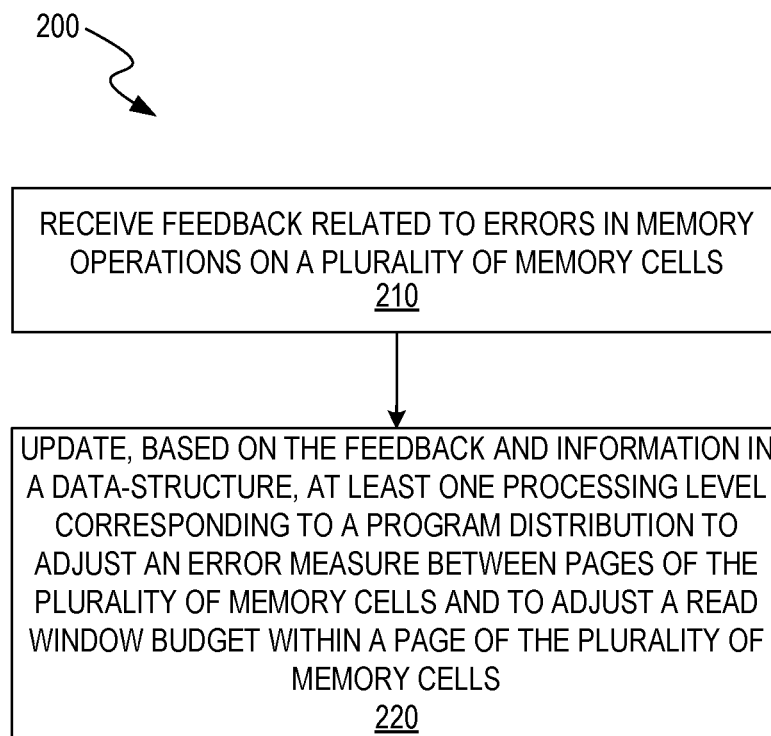 200
RECEIVE FEEDBACK RELATED TO ERRORS IN MEMORY
OPERATIONS ON A PLURALITY OF MEMORY CELLS
210
UPDATE, BASED ON THE FEEDBACK AND INFORMATION IN
A DATA-STRUCTURE, AT LEAST ONE PROCESSING LEVEL
CORRESPONDING TO A PROGRAM DISTRIBUTION TO
ADJUST AN ERROR MEASURE BETWEEN PAGES OF THE
PLURALITY OF MEMORY CELLS AND TO ADJUST A READ
WINDOW BUDGET WITHIN A PAGE OF THE PLURALITY OF
MEMORY CELLS
220